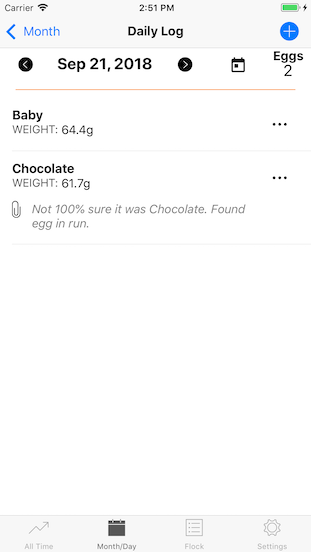 Carrier 2:51 PM
Month Daily Log
Sep 21, 2018 Eggs
2
Baby
WEIGHT: 64.4g
Chocolate
WEIGHT: 61.7g
Not 100% sure it was Chocolate. Found
egg in run.
All Time Month/Day Flock Settings